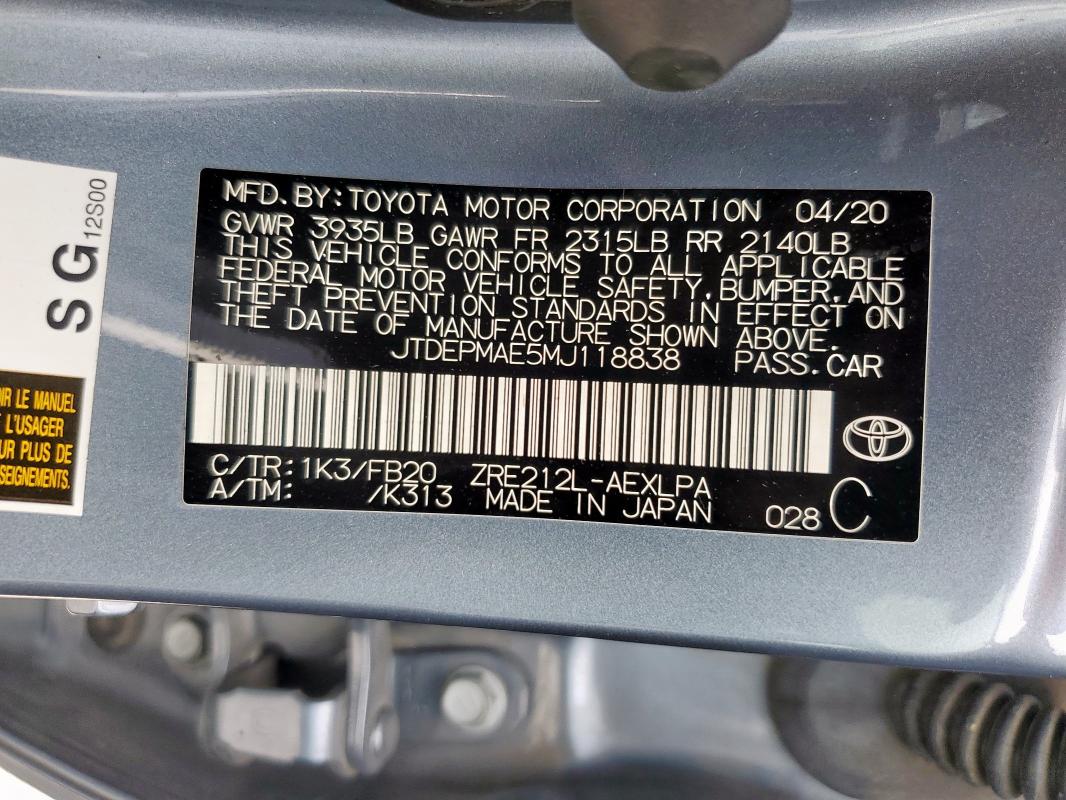 MFD. BY: TOYOTA MOTOR CORPORATION 04/20
GVWR 3935LB GAWR FR 2315LB RR 2140LB
THIS VEHICLE CONFORMS TO ALL APPLICABLE
FEDERAL MOTOR VEHICLE SAFETY, BUMPER, AND
THEFT PREVENTION STANDARDS IN EFFECT ON
THE DATE OF MANUFACTURE SHOWN ABOVE.
JTDEPMAE5MJ118838 PASS. CAR
C/TR: 1K3/FB20 ZRE212L-AEXLPA
A/TM: /K313 MADE IN JAPAN 028 C
SG 12S00
LE MANUEL
L'USAGER
PLUS DE